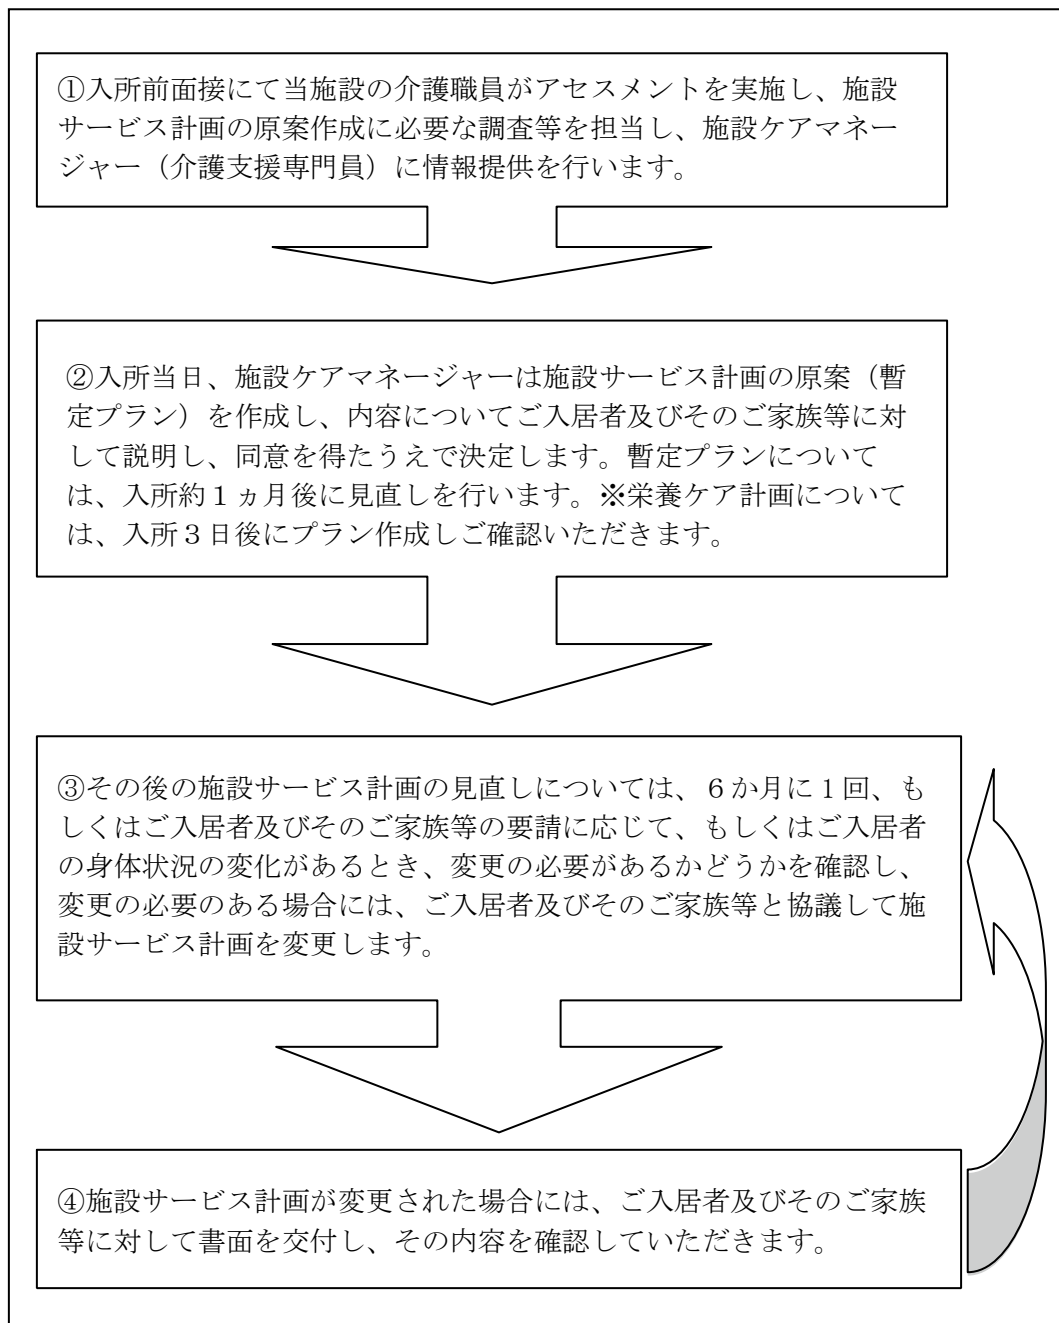 ①入所前面接にて当施設の介護職員がアセスメントを実施し、施設
サービス計画の原案作成に必要な調査等を担当し、施設ケアマネー
ジャー（介護支援専門員）に情報提供を行います。
②入所当日、施設ケアマネージャーは施設サービス計画の原案（暫
定プラン）を作成し、内容についてご入居者及びそのご家族等に対
して説明し、同意を得たうえで決定します。暫定プランについて
は、入所約１ヵ月後に見直しを行います。※栄養ケア計画について
は、入所３日後にプラン作成しご確認いただきます。
③その後の施設サービス計画の見直しについては、６か月に１回、も
しくはご入居者及びそのご家族等の要請に応じて、もしくはご入居者
の身体状況の変化があるとき、変更の必要があるかどうかを確認し、
変更の必要のある場合には、ご入居者及びそのご家族等と協議して施
設サービス計画を変更します。
④施設サービス計画が変更された場合には、ご入居者及びそのご家族
等に対して書面を交付し、その内容を確認していただきます。